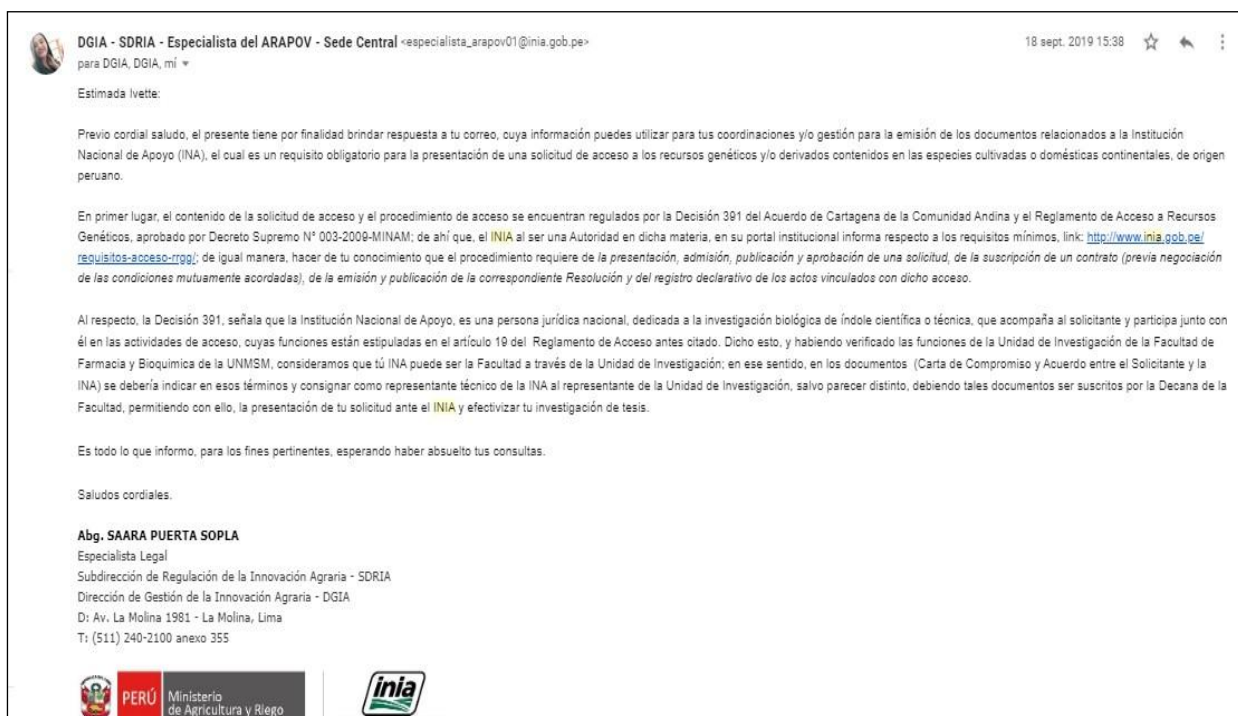 DGIA - SDRIA - Especialista del ARAPOV - Sede Central <especialista_arapov01@inia.gob.pe>
18 sept. 2019 15:38
para DGIA, DGIA, mí
Estimada Ivette:
Previo cordial saludo, el presente tiene por finalidad brindar respuesta a tu correo, cuya información puedes utilizar para tus coordinaciones y/o gestión para la emisión de los documentos relacionados a la Institución
Nacional de Apoyo (INA), el cual es un requisito obligatorio para la presentación de una solicitud de acceso a los recursos genéticos y/o derivados contenidos en las especies cultivadas o domésticas continentales, de origen
peruano.
En primer lugar, el contenido de la solicitud de acceso y el procedimiento de acceso se encuentran regulados por la Decisión 391 del Acuerdo de Cartagena de la Comunidad Andina y el Reglamento de Acceso a Recursos
Genéticos, aprobado por Decreto Supremo N° 003-2009-MINAM; de ahí que, el INIA al ser una Autoridad en dicha materia, en su portal institucional informa respecto a los requisitos mínimos, link: http://www.inia.gob.pe/
requisitos-acceso-rrgg/; de igual manera, hacer de tu conocimiento que el procedimiento requiere de la presentación, admisión, publicación y aprobación de una solicitud, de la suscripción de un contrato (previa negociación
de las condiciones mutuamente acordadas), de la emisión y publicación de la correspondiente Resolución y del registro declarativo de los actos vinculados con dicho acceso.
Al respecto, la Decisión 391, señala que la Institución Nacional de Apoyo, es una persona jurídica nacional, dedicada a la investigación biológica de índole científica o técnica, que acompaña al solicitante y participa junto con
él en las actividades de acceso, cuyas funciones están estipuladas en el artículo 19 del Reglamento de Acceso antes citado. Dicho esto, y habiendo verificado las funciones de la Unidad de Investigación de la Facultad de
Farmacia y Bioquimica de la UNMSM, consideramos que tú INA puede ser la Facultad a través de la Unidad de Investigación; en ese sentido, en los documentos (Carta de Compromiso y Acuerdo entre el Solicitante y la
INA) se debería indicar en esos términos y consignar como representante técnico de la INA al representante de la Unidad de Investigación, salvo parecer distinto, debiendo tales documentos ser suscritos por la Decana de la
Facultad, permitiendo con ello, la presentación de tu solicitud ante el INIA y efectivizar tu investigación de tesis.
Es todo lo que informo, para los fines pertinentes, esperando haber absuelto tus consultas.
Saludos cordiales.
Abg. SAARA PUERTA SOPLA
Especialista Legal
Subdirección de Regulación de la Innovación Agraria - SDRIA
Dirección de Gestión de la Innovación Agraria - DGIA
D: Av. La Molina 1981 - La Molina, Lima
T: (511) 240-2100 anexo 355
PERÚ
Ministerio
de Agricultura y Riego
inia